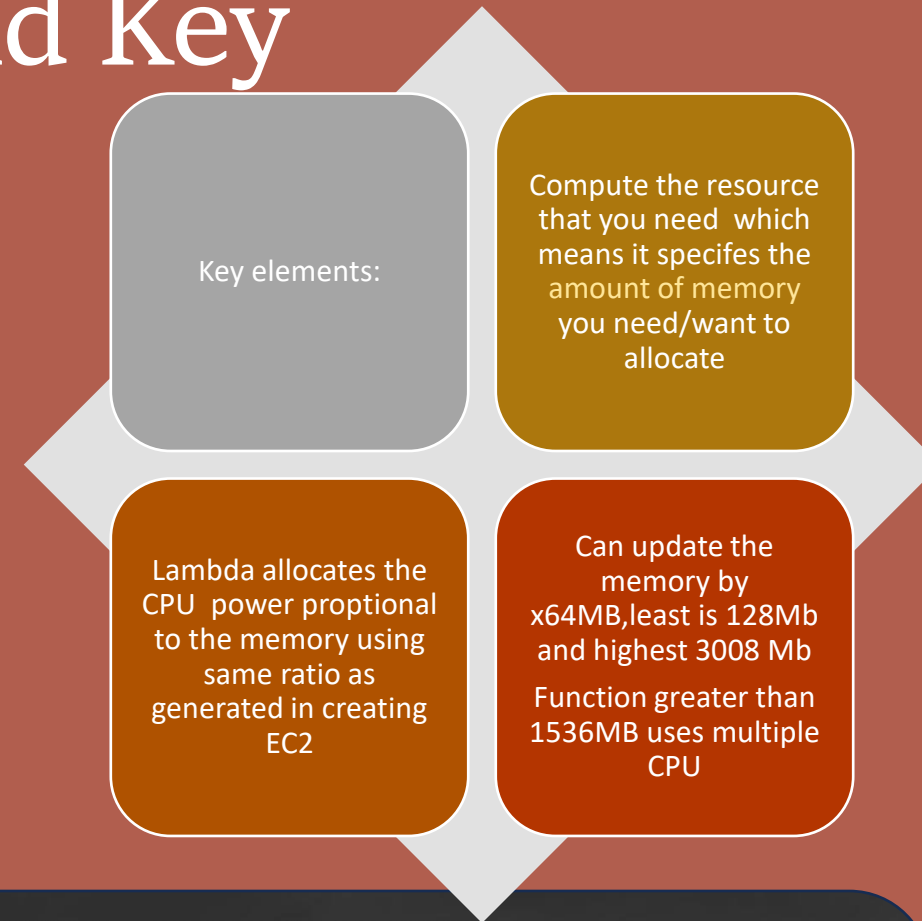 d Key
Key elements:
Compute the resource
that you need which
means it specifes the
amount of memory
you need/want to
allocate
Lambda allocates the
CPU power proptional
to the memory using
same ratio as
generated in creating
EC2
Can update the
memory by
x64MB,least is 128Mb
and highest 3008 Mb
Function greater than
1536MB uses multiple
CPU